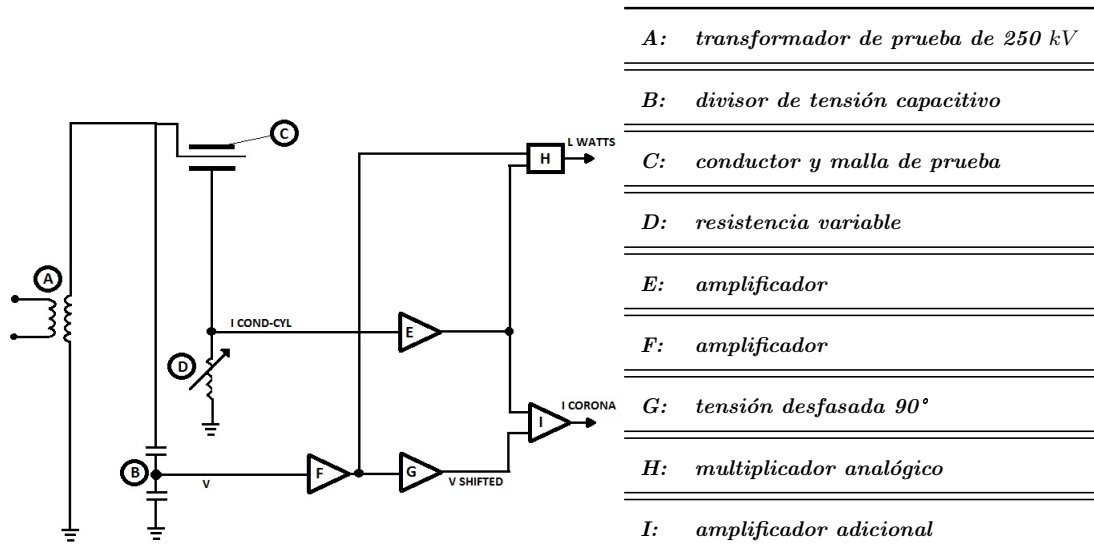 A
B
C
D
E
F
G
H
I
I COND-CYL
V
V SHIFTED
L WATTS
I CORONA
A: transformador de prueba de 250 kV
B: divisor de tensión capacitivo
C: conductor y malla de prueba
D: resistencia variable
E: amplificador
F: amplificador
G: tensión desfasada 90°
H: multiplicador analógico
I: amplificador adicional